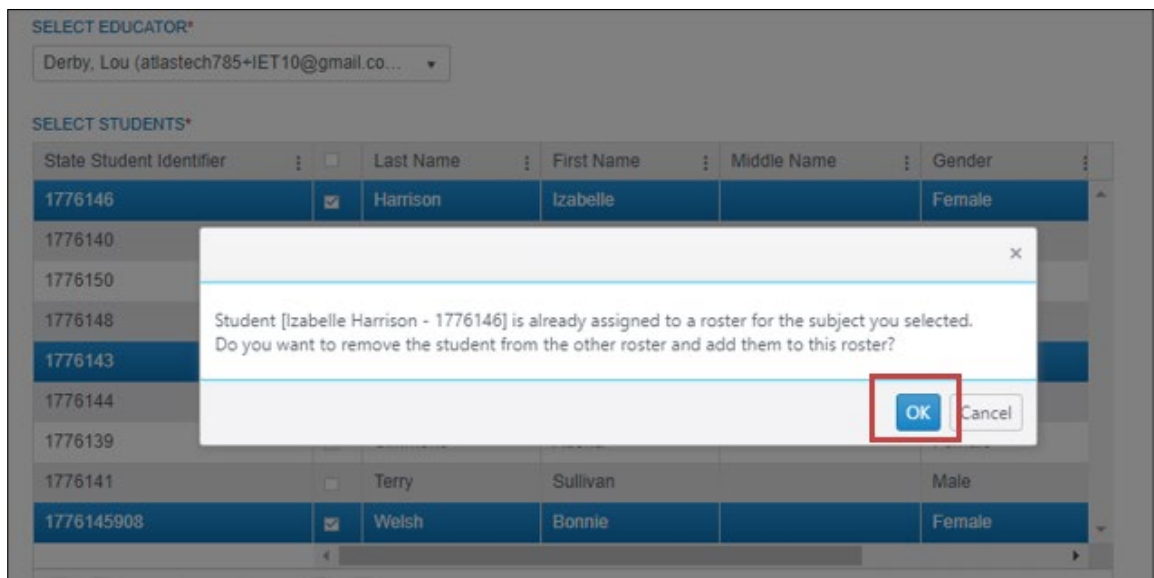 SELECT EDUCATOR*
Derby, Lou (atlastech785+IET10@gmail.co...
SELECT STUDENTS*
State Student Identifier Last Name First Name Middle Name Gender
1776146 Harrison Izabelle Female
1776140
1776150
1776148
1776143
1776144
1776139
×
Student [Izabelle Harrison - 1776146] is already assigned to a roster for the subject you selected.
Do you want to remove the student from the other roster and add them to this roster?
OK Cancel
1776141 Terry Sullivan Male
1776145908 Welsh Bonnie Female